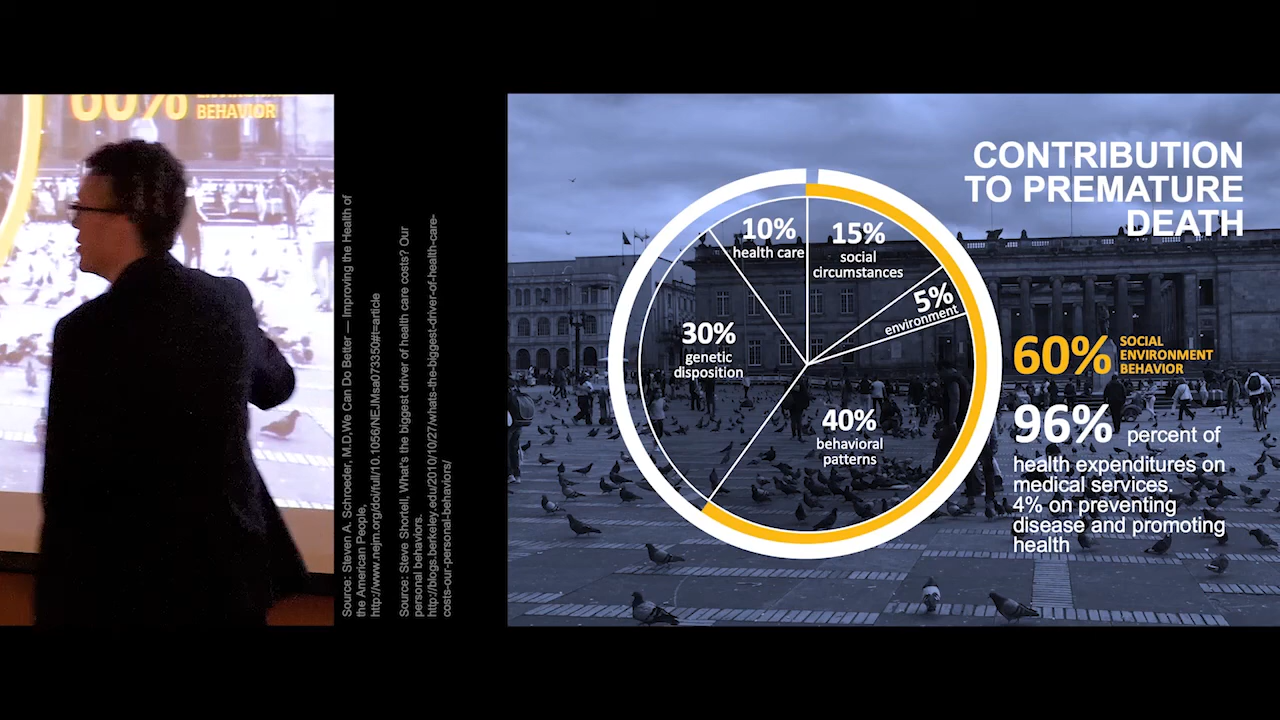 60%
BEHAVIOR
Source: Steven A. Schroeder, M.D,We Can Do Better — Improving the Health of
the American People,
http://www.nejm.org/doi/full/10.1056/NEJMsa073350#t=article
Source: Steve Shortell, What's the biggest driver of health care costs? Our
personal behaviors.
http://blogs.berkeley.edu/2010/10/27/whats-the-biggest-driver-of-health-care-
costs-our-personal-behaviors/
CONTRIBUTION
TO PREMATURE
DEATH
10%
health care
15%
social
circumstances
5%
environment
30%
genetic
disposition
40%
behavioral
patterns
60% SOCIAL
ENVIRONMENT
BEHAVIOR
96% percent of
health expenditures on
medical services.
4% on preventing
disease and promoting
health